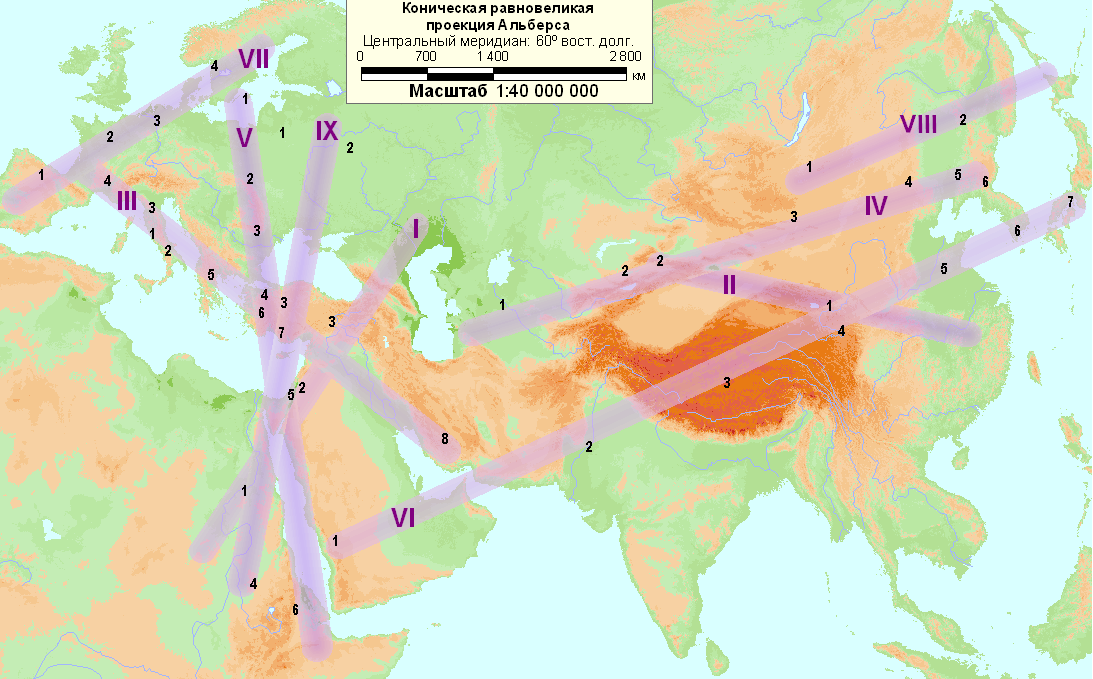 Коническая равновеликая
проекция Альберса
Центральный меридиан: 60º вост. долг.
0 700 1 400 2 800
км
Масштаб 1:40 000 000
VII
4
1
3
2
1
V
1
IX
2
I
VIII
2
1
III
4
3
1
2
5
2
3
4
6
3
7
3
IV
5
6
4
3
2
2
1
7
6
5
II
1
4
3
2
5
2
8
1
VI
1
4
6